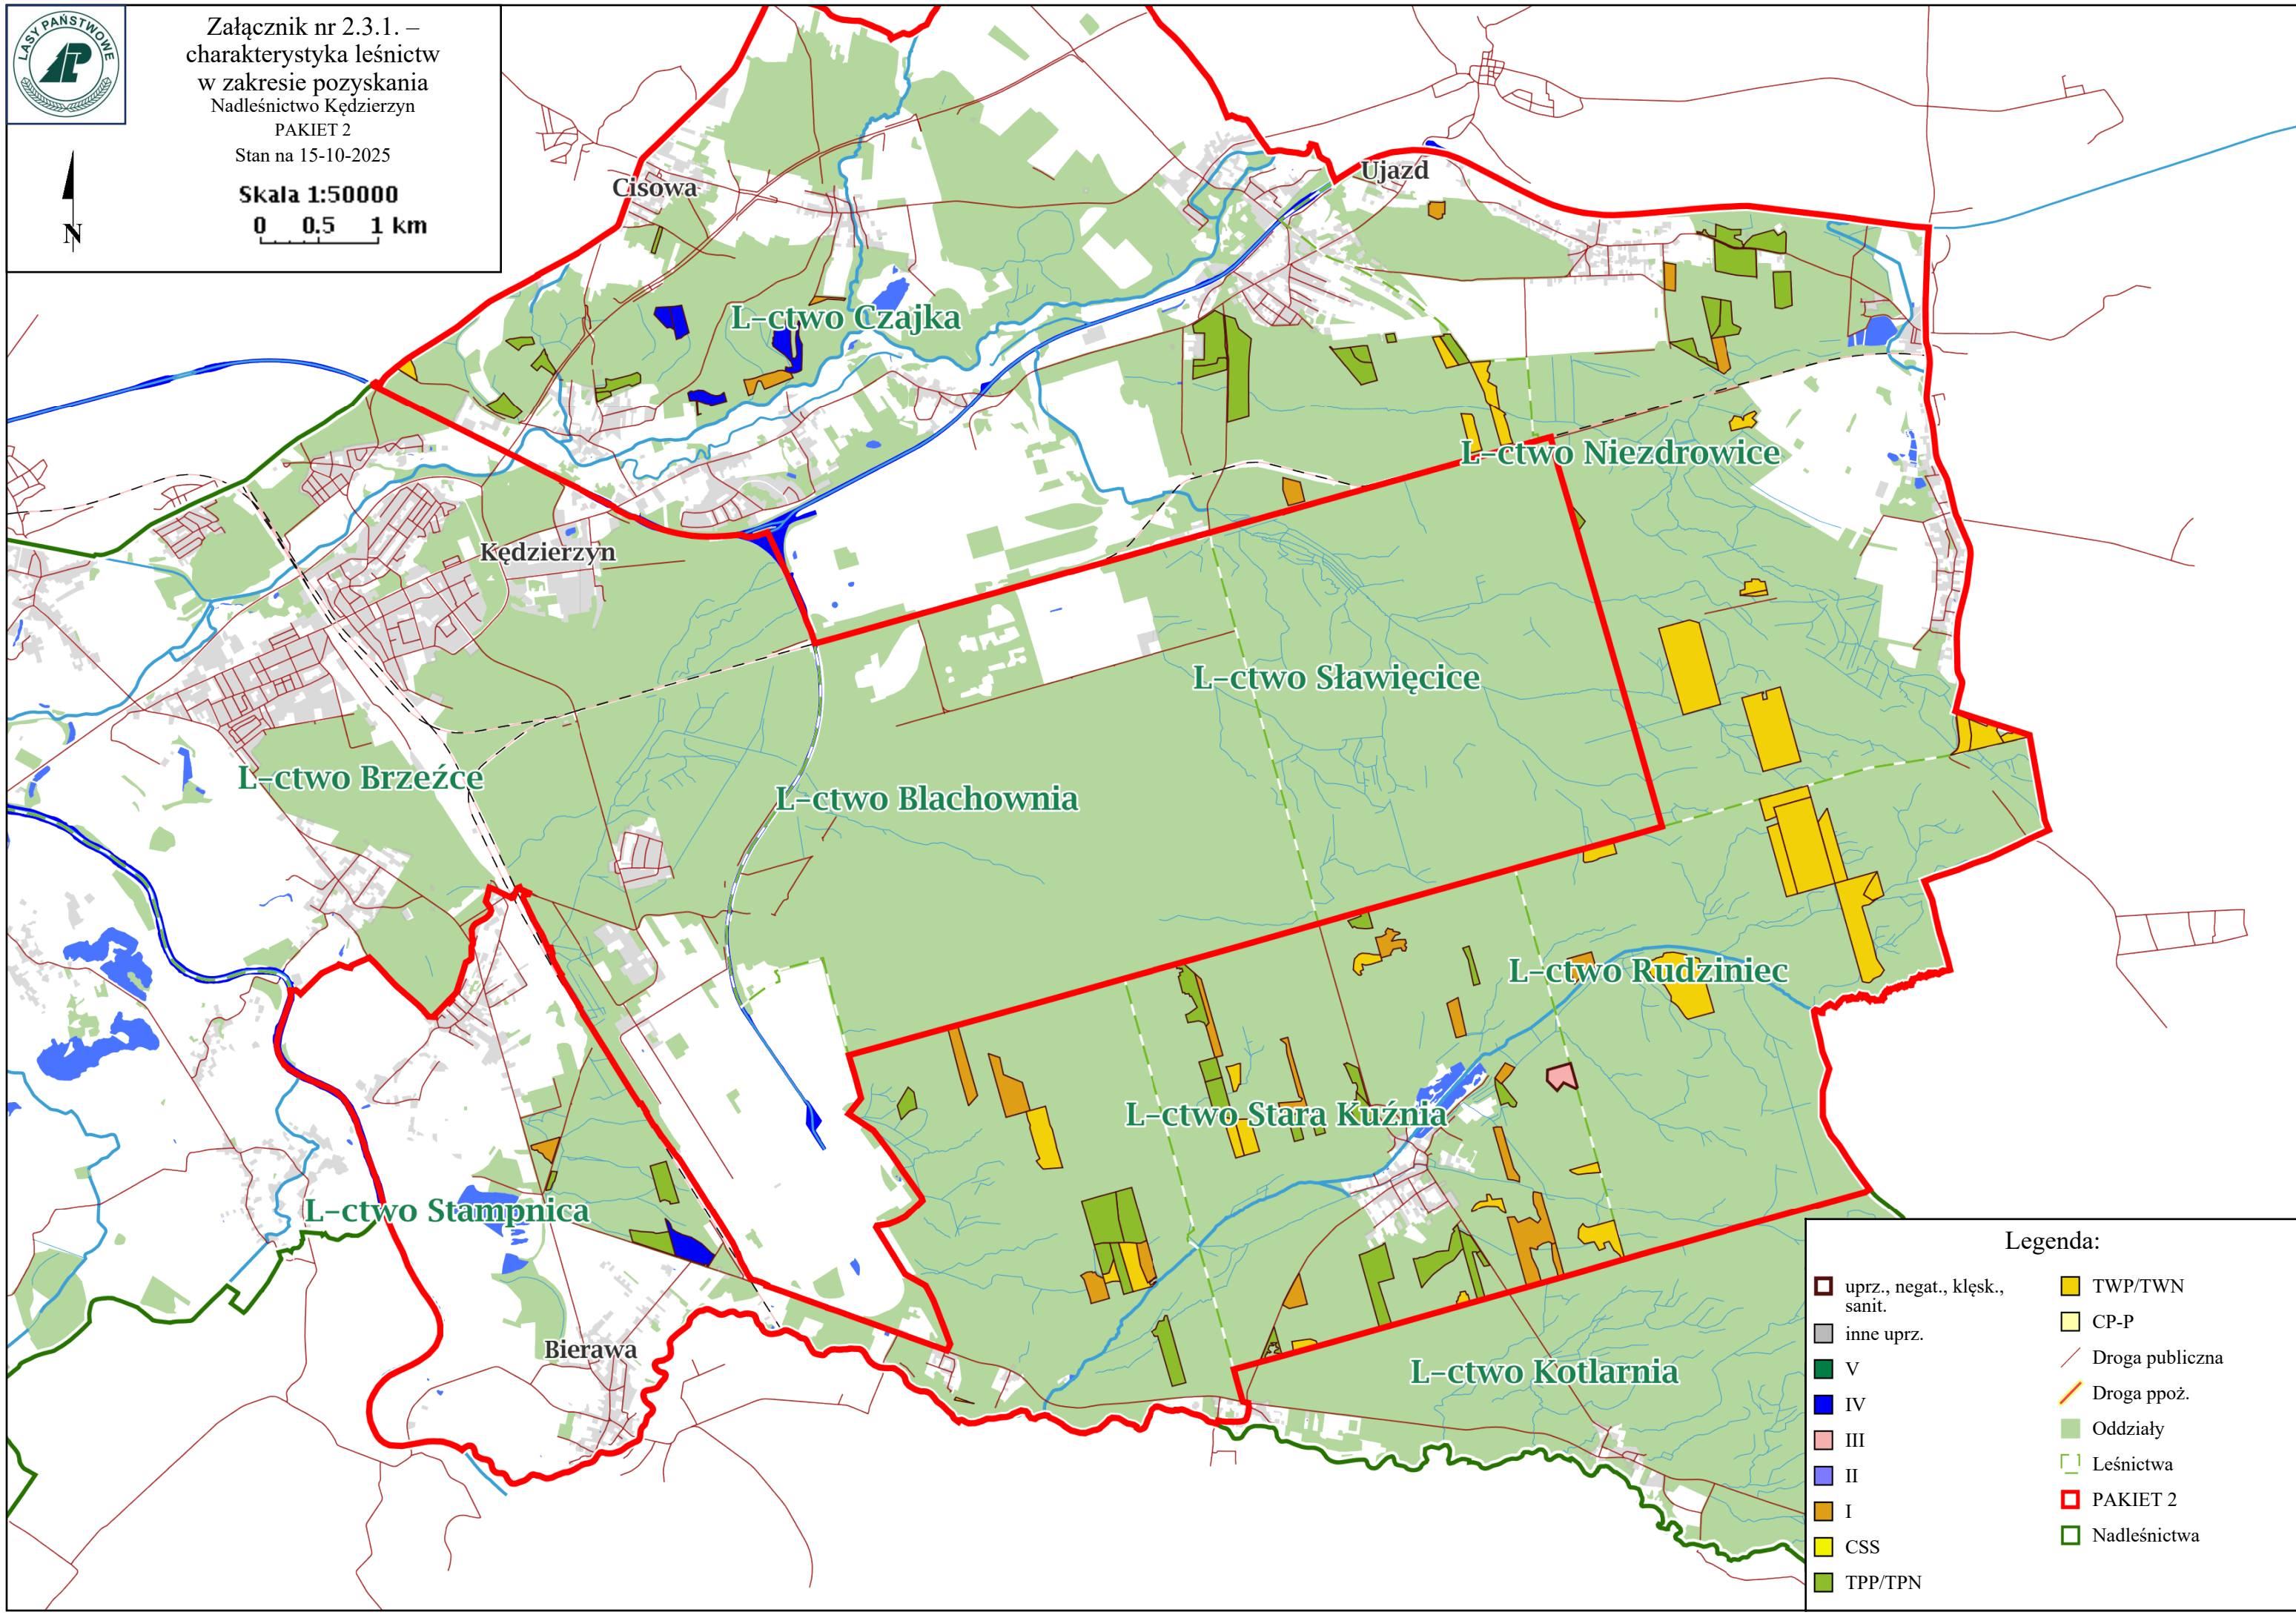 LASY PAŃSTWOWE
Załącznik nr 2.3.1. –
charakterystyka leśnictw
w zakresie pozyskania
Nadleśnictwo Kędzierzyn
PAKIET 2
Stan na 15-10-2025
Skala 1:50000
0 0.5 1 km
N
Cisowa
Ujazd
L-ctwo Czajka
L-ctwo Niezdrowice
Kędzierzyn
L-ctwo Sławięcice
L-ctwo Brzeźce
L-ctwo Blachownia
L-ctwo Rudziniec
L-ctwo Stara Kuźnia
L-ctwo Stampnica
Bierawa
L-ctwo Kotlarnia
Legenda:
uprz., negat., klęsk.,
sanit.
inne uprz.
V
IV
III
II
I
CSS
TPP/TPN
TWP/TWN
CP-P
Droga publiczna
Droga ppoż.
Oddziały
Leśnictwa
PAKIET 2
Nadleśnictwa